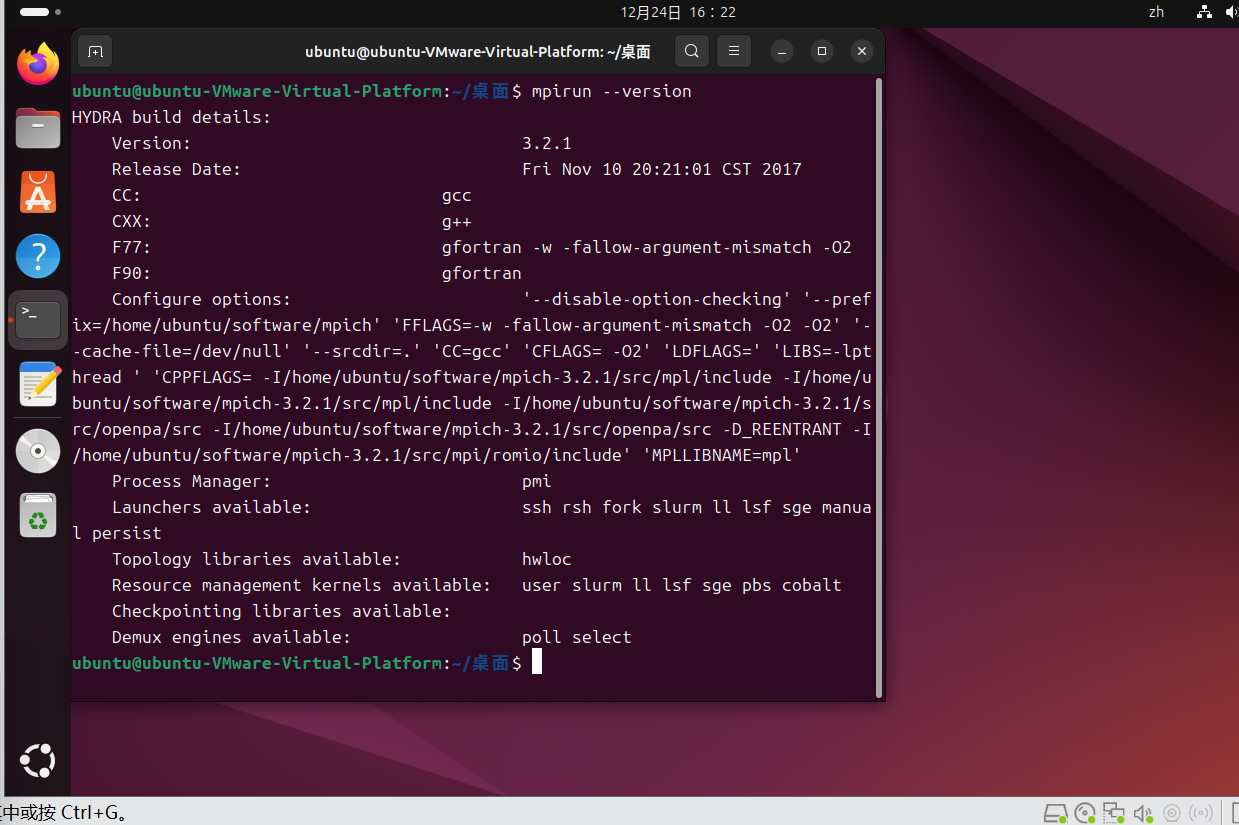 12月24日 16：22
zh
ubuntu@ubuntu-VMware-Virtual-Platform: ~/桌面
ubuntu@ubuntu-VMware-Virtual-Platform:~/桌面$ mpirun --version
HYDRA build details:
    Version:                                 3.2.1
    Release Date:                            Fri Nov 10 20:21:01 CST 2017
    CC:                              gcc
    CXX:                             g++
    F77:                             gfortran -w -fallow-argument-mismatch -O2
    F90:                             gfortran
    Configure options:                       '--disable-option-checking' '--pref
ix=/home/ubuntu/software/mpich' 'FFLAGS=-w -fallow-argument-mismatch -O2 -O2' '-
-cache-file=/dev/null' '--srcdir=.' 'CC=gcc' 'CFLAGS= -O2' 'LDFLAGS=' 'LIBS=-lpt
hread ' 'CPPFLAGS= -I/home/ubuntu/software/mpich-3.2.1/src/mpl/include -I/home/u
buntu/software/mpich-3.2.1/src/mpl/include -I/home/ubuntu/software/mpich-3.2.1/s
rc/openpa/src -I/home/ubuntu/software/mpich-3.2.1/src/openpa/src -D_REENTRANT -I
/home/ubuntu/software/mpich-3.2.1/src/mpi/romio/include' 'MPLLIBNAME=mpl'
    Process Manager:                         pmi
    Launchers available:                     ssh rsh fork slurm ll lsf sge manua
l persist
    Topology libraries available:            hwloc
    Resource management kernels available:   user slurm ll lsf sge pbs cobalt
    Checkpointing libraries available:
    Demux engines available:                 poll select
ubuntu@ubuntu-VMware-Virtual-Platform:~/桌面$
中或按 Ctrl+G。